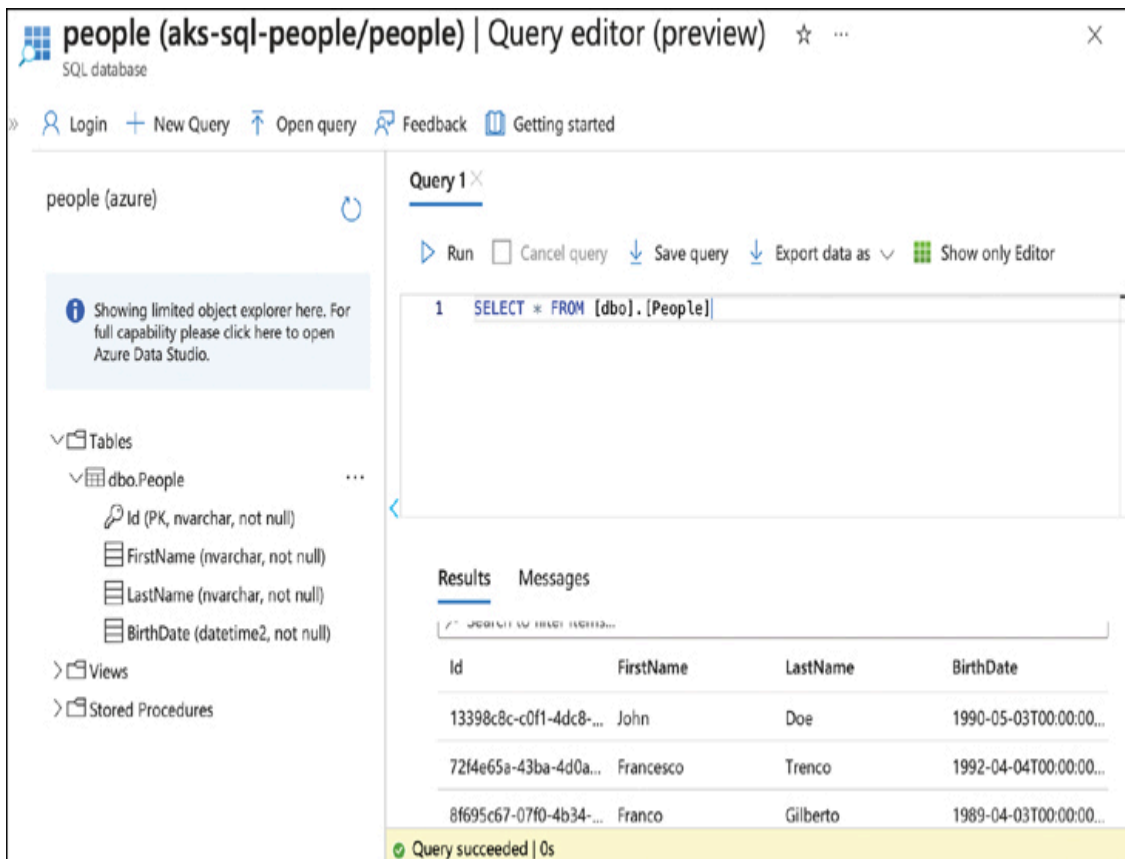 people (aks-sql-people/people) | Query editor (preview) ☆ ...
SQL database
Login New Query Open query Feedback Getting started
people (azure)
Showing limited object explorer here. For
full capability please click here to open
Azure Data Studio.
Tables
dbo.People ...
Id (PK, nvarchar, not null)
FirstName (nvarchar, not null)
LastName (nvarchar, not null)
BirthDate (datetime2, not null)
Views
Stored Procedures
Query 1
Run Cancel query Save query Export data as Show only Editor
1 SELECT * FROM [dbo].[People]
Results Messages
Search to filter items...
Id FirstName LastName BirthDate
13398c8c-c0f1-4dc8-... John Doe 1990-05-03T00:00:00...
72f4e65a-43ba-4d0a... Francesco Trenco 1992-04-04T00:00:00...
8f695c67-07f0-4b34-... Franco Gilberto 1989-04-03T00:00:00...
Query succeeded | 0s